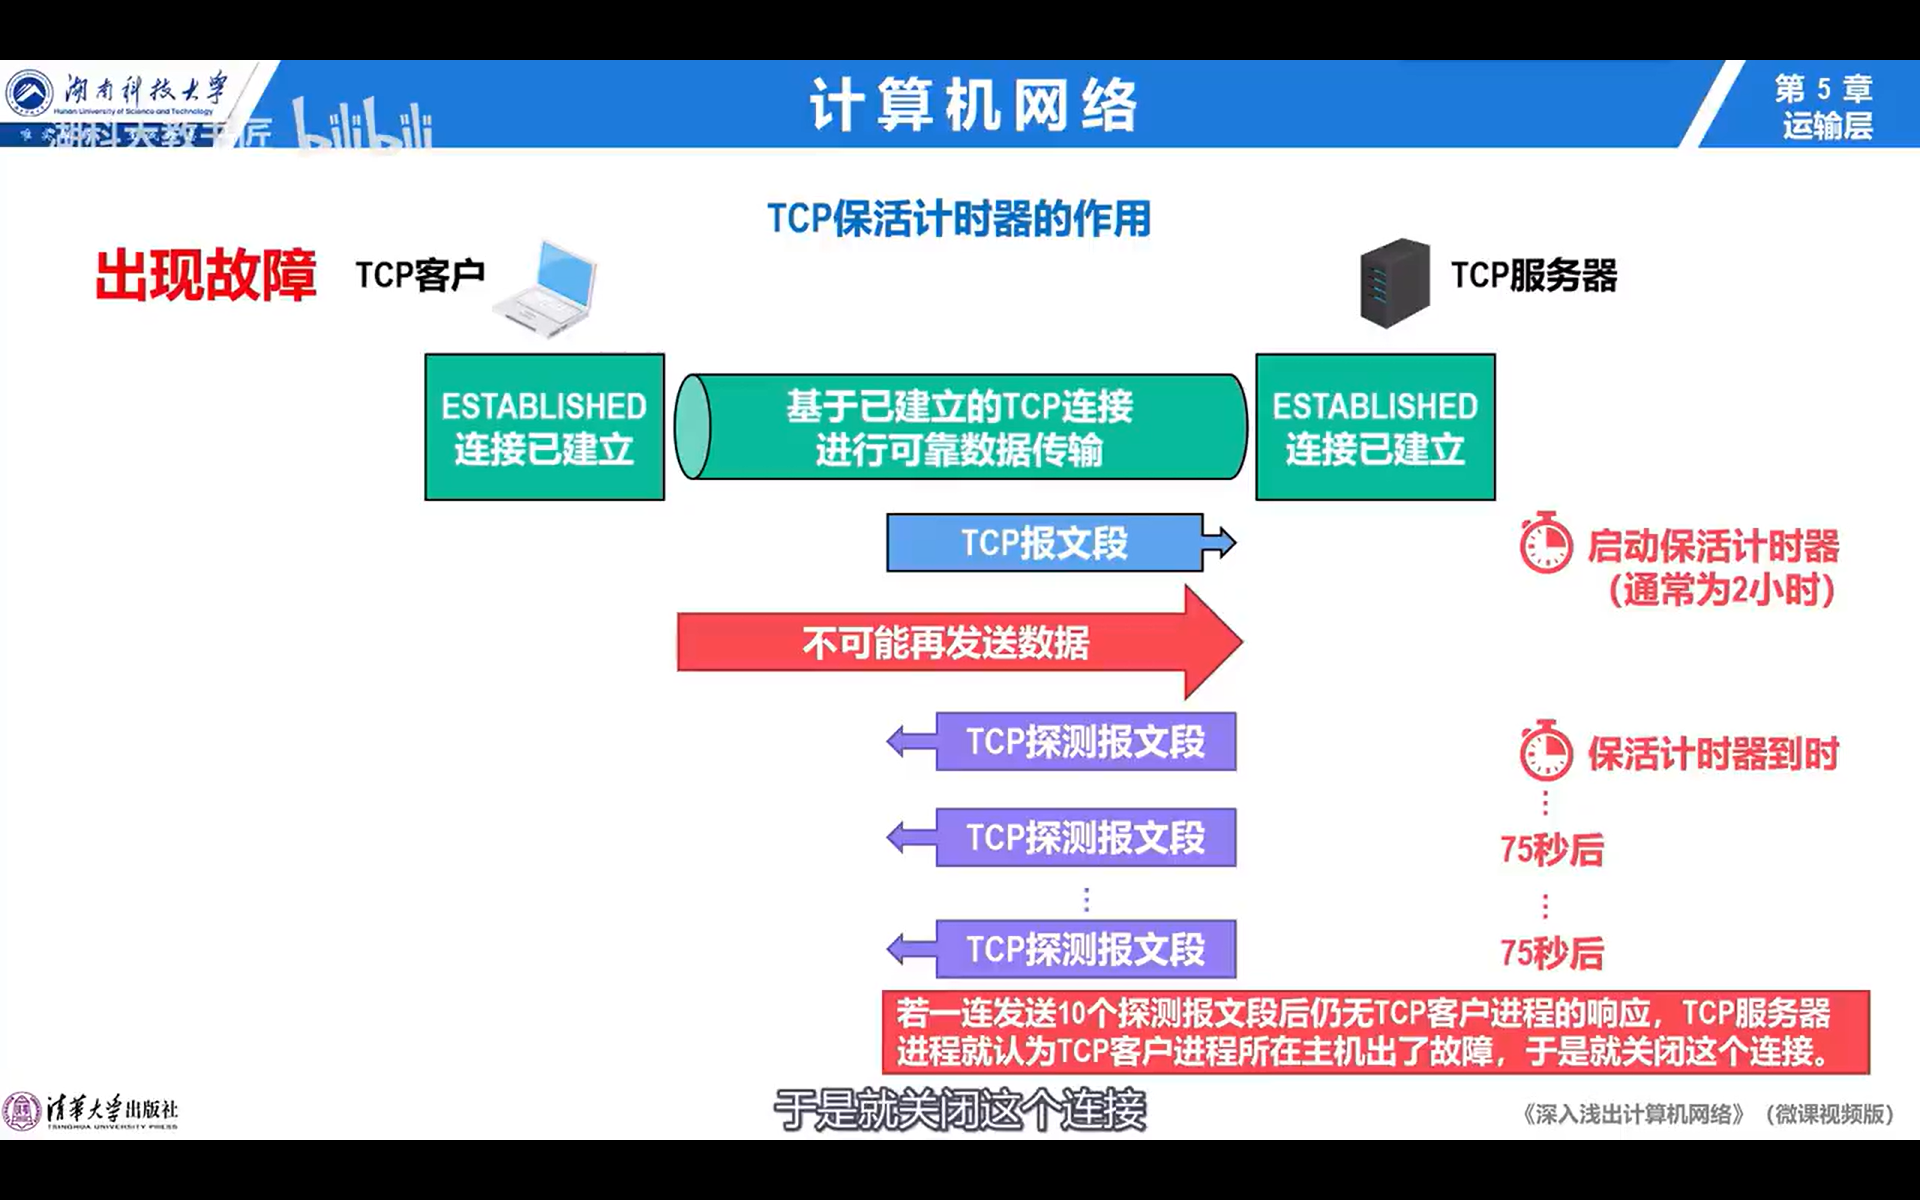 湖南科技大学
Hunan University of Science and Technology
湖科大教书匠 bilibili
计算机网络
第 5 章
运输层
TCP保活计时器的作用
出现故障
TCP客户
TCP服务器
ESTABLISHED
连接已建立
基于已建立的TCP连接
进行可靠数据传输
ESTABLISHED
连接已建立
TCP报文段
启动保活计时器
(通常为2小时)
不可能再发送数据
TCP探测报文段
保活计时器到时
TCP探测报文段
75秒后
TCP探测报文段
75秒后
若一连发送10个探测报文段后仍无TCP客户进程的响应，TCP服务器
进程就认为TCP客户进程所在主机出了故障，于是就关闭这个连接。
于是就关闭这个连接
清华大学出版社
TSINGHUA UNIVERSITY PRESS
《深入浅出计算机网络》（微课视频版）